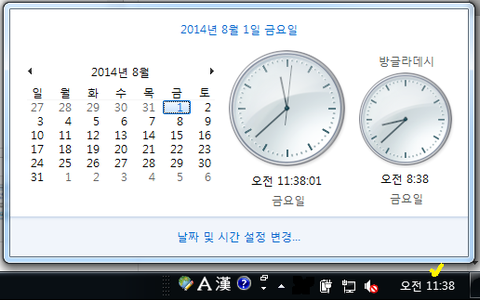 2014년 8월 1일 금요일
2014년 8월
일 월 화 수 목 금 토
27 28 29 30 31 1 2
3 4 5 6 7 8 9
10 11 12 13 14 15 16
17 18 19 20 21 22 23
24 25 26 27 28 29 30
31 1 2 3 4 5 6
오전 11:38:01
금요일
방글라데시
오전 8:38
금요일
날짜 및 시간 설정 변경...
A 漢 ? 오전 11:38